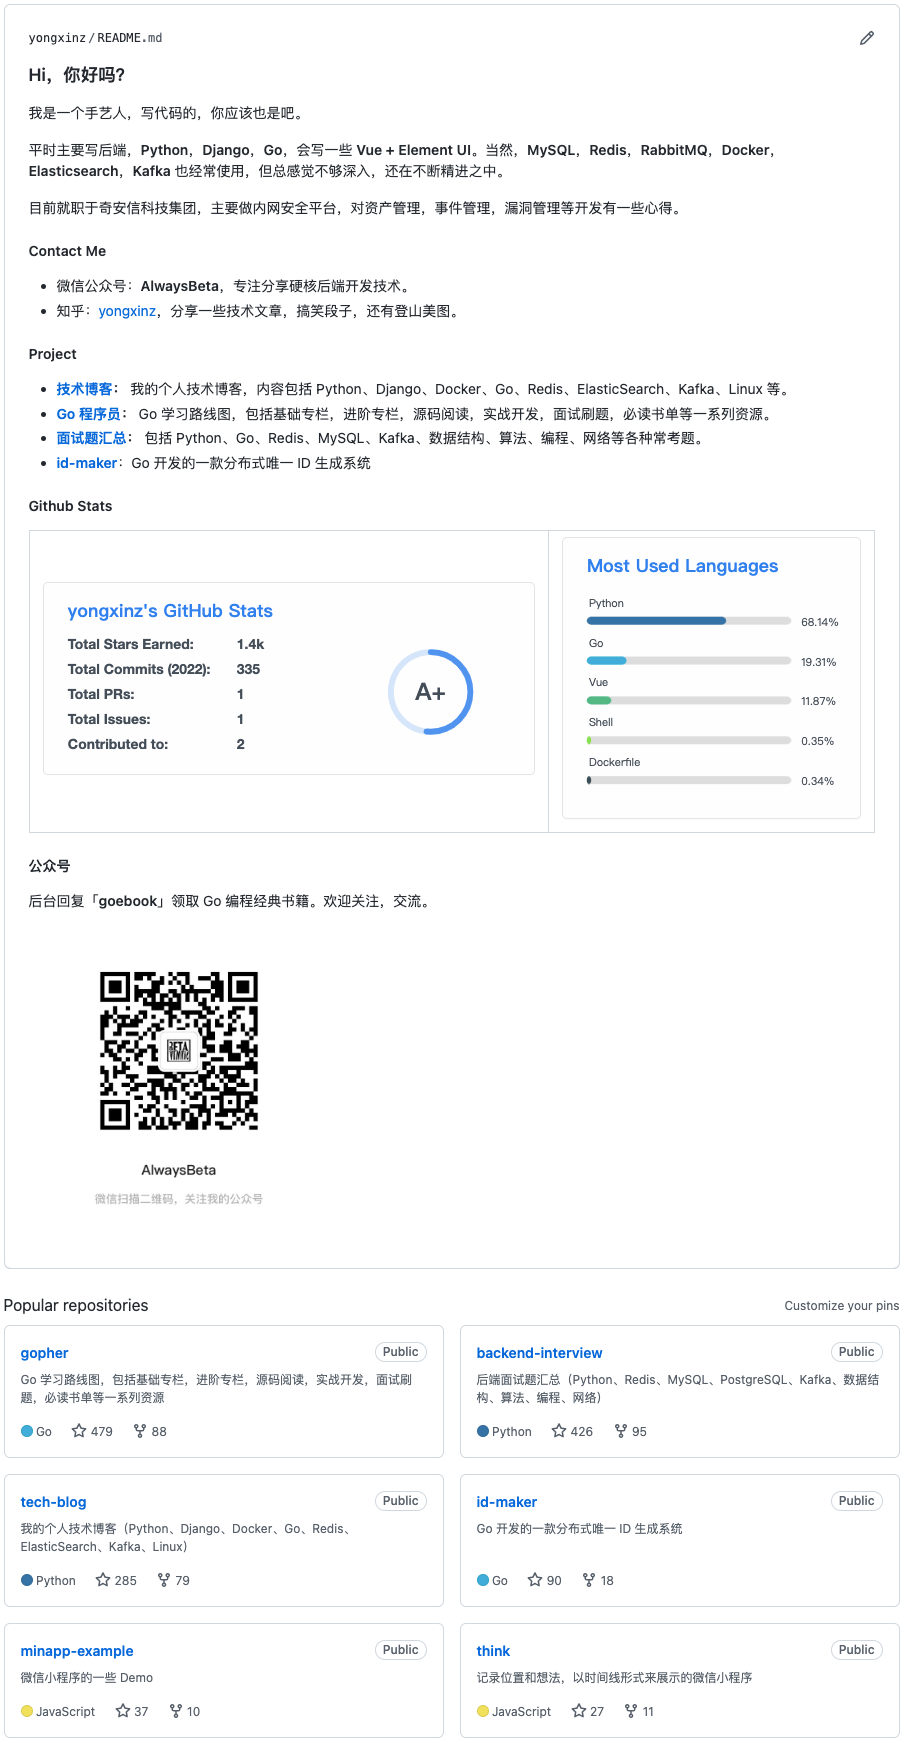 yongxinz/README.md
Hi，你好吗？
我是一个手艺人，写代码的，你应该也是吧。
平时主要写后端，Python，Django，Go，会写一些 Vue + Element UI。当然，MySQL，Redis，RabbitMQ，Docker，
Elasticsearch，Kafka 也经常使用，但总感觉不够深入，还在不断精进之中。
目前就职于奇安信科技集团，主要做内网安全平台，对资产管理，事件管理，漏洞管理等开发有一些心得。
Contact Me
微信公众号：AlwaysBeta，专注分享硬核后端开发技术。
知乎：yongxinz，分享一些技术文章，搞笑段子，还有登山美图。
Project
技术博客： 我的个人技术博客，内容包括 Python、Django、Docker、Go、Redis、ElasticSearch、Kafka、Linux 等。
Go 程序员： Go 学习路线图，包括基础专栏，进阶专栏，源码阅读，实战开发，面试刷题，必读书单等一系列资源。
面试题汇总： 包括 Python、Go、Redis、MySQL、Kafka、数据结构、算法、编程、网络等各种常考题。
id-maker：Go 开发的一款分布式唯一 ID 生成系统
Github Stats
yongxinz's GitHub Stats
Total Stars Earned: 1.4k
Total Commits (2022): 335
Total PRs: 1
Total Issues: 1
Contributed to: 2
A+
Most Used Languages
Python
68.14%
Go
19.31%
Vue
11.87%
Shell
0.35%
Dockerfile
0.34%
公众号
后台回复「goebook」领取 Go 编程经典书籍。欢迎关注，交流。
AlwaysBeta
微信扫描二维码，关注我的公众号
Popular repositories
Customize your pins
gopher
Public
Go 学习路线图，包括基础专栏，进阶专栏，源码阅读，实战开发，面试刷
题，必读书单等一系列资源
Go 479 88
backend-interview
Public
后端面试题汇总（Python、Redis、MySQL、PostgreSQL、Kafka、数据结
构、算法、编程、网络）
Python 426 95
tech-blog
Public
我的个人技术博客（Python、Django、Docker、Go、Redis、
ElasticSearch、Kafka、Linux）
Python 285 79
id-maker
Public
Go 开发的一款分布式唯一 ID 生成系统
Go 90 18
minapp-example
Public
微信小程序的一些 Demo
JavaScript 37 10
think
Public
记录位置和想法，以时间线形式来展示的微信小程序
JavaScript 27 11